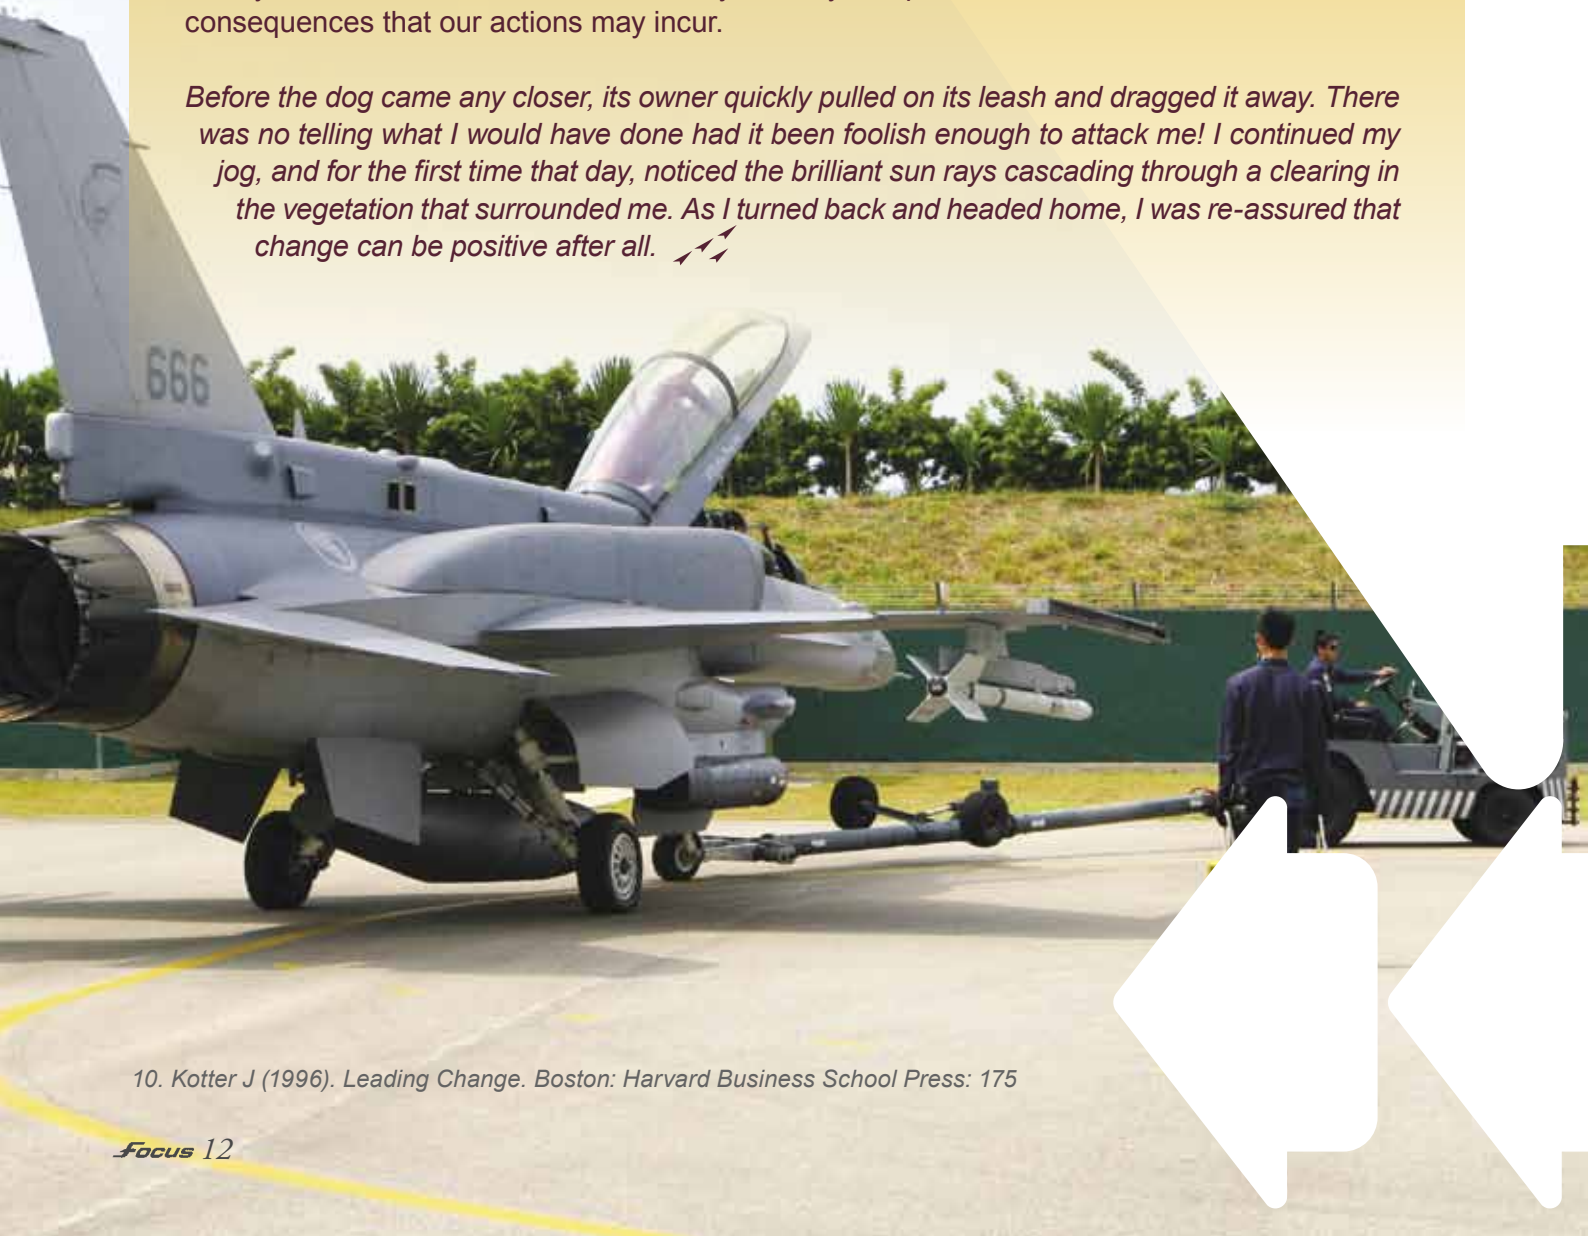 consequences that our actions may incur.
Before the dog came any closer, its owner quickly pulled on its leash and dragged it away. There
was no telling what I would have done had it been foolish enough to attack me! I continued my
jog, and for the first time that day, noticed the brilliant sun rays cascading through a clearing in
the vegetation that surrounded me. As I turned back and headed home, I was re-assured that
change can be positive after all.
666
10. Kotter J (1996). Leading Change. Boston: Harvard Business School Press: 175
Focus 12